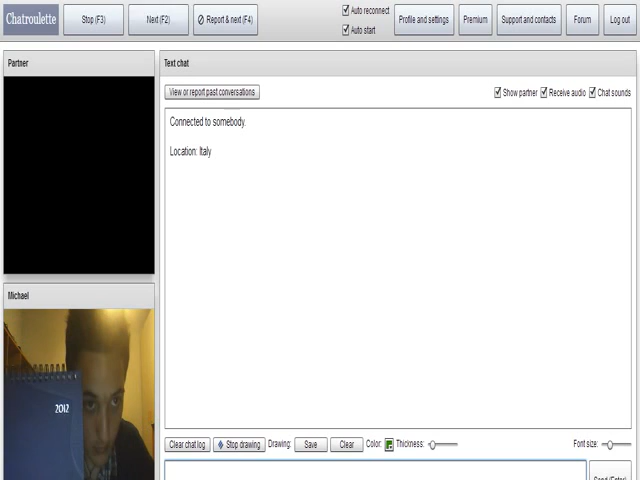 Chatroulette
Stop (F3)
Next (F2)
Report & next (F4)
Auto reconnect
Auto start
Profile and settings
Premium
Support and contacts
Forum
Log out
Partner
Text chat
View or report past conversations
Show partner
Receive audio
Chat sounds
Connected to somebody.
Location: Italy
Michael
2012
Clear chat log
Stop drawing
Drawing:
Save
Clear
Color:
Thickness:
Font size:
Send (Enter)